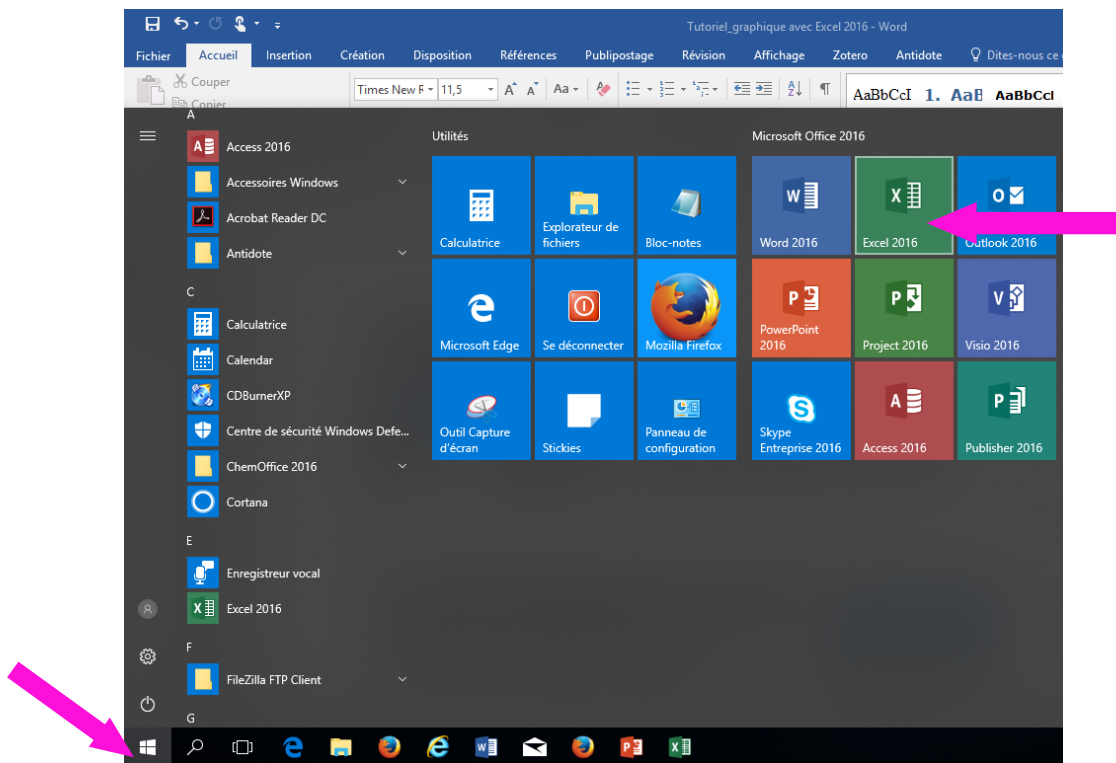 Tutoriel_graphique avec Excel 2016 - Word
Fichier Accueil Insertion Création Disposition Références Publipostage Révision Affichage Zotero Antidote Dites-nous ce
Couper
Copier
Times New F 11,5 Aa AaBbCcI 1. AaB AaBbCcI
A
Access 2016
Accessoires Windows
Acrobat Reader DC
Antidote
C
Calculatrice
Calendar
CDBurnerXP
Centre de sécurité Windows Defe...
ChemOffice 2016
Cortana
E
Enregistreur vocal
Excel 2016
F
FileZilla FTP Client
G
Utilités
Calculatrice
Explorateur de
fichiers
Bloc-notes
Microsoft Edge
Se déconnecter
Mozilla Firefox
Outil Capture
d'écran
Stickies
Panneau de
configuration
Microsoft Office 2016
Word 2016
Excel 2016
Outlook 2016
PowerPoint
2016
Project 2016
Visio 2016
Skype
Entreprise 2016
Access 2016
Publisher 2016